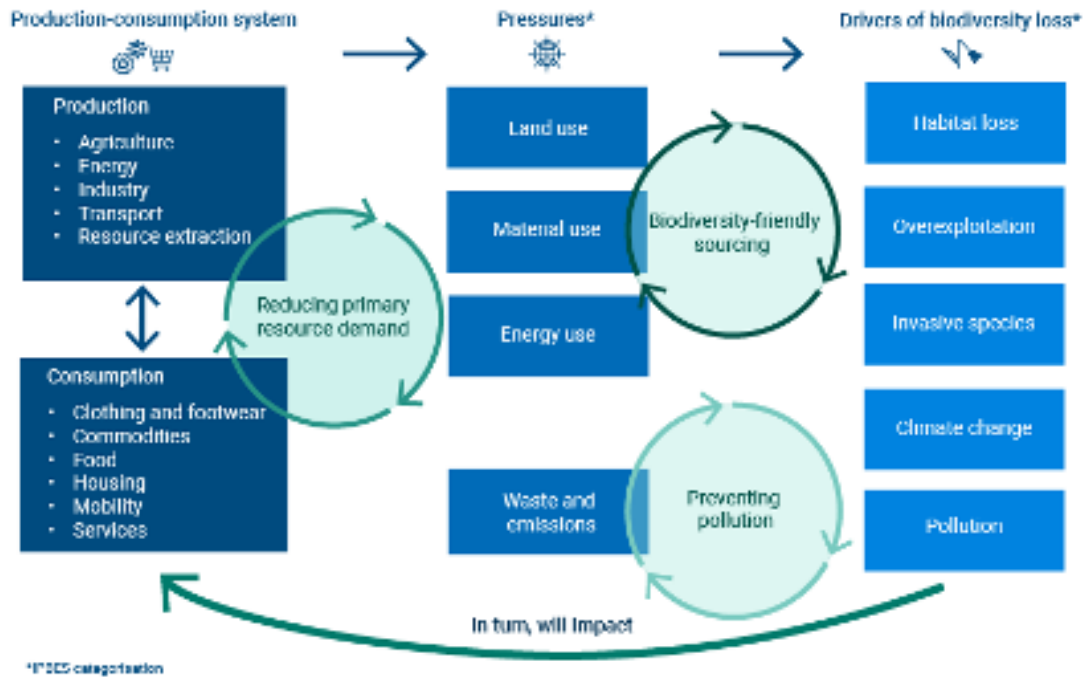 Production-consumption system
Pressures*
Drivers of biodiversity loss*
Production
• Agriculture
• Energy
• Industry
• Transport
• Resource extraction
Consumption
• Clothing and footwear
• Commodities
• Food
• Housing
• Mobility
• Services
Reducing primary
resource demand
Land use
Material use
Energy use
Waste and
emissions
Biodiversity-friendly
sourcing
Preventing
pollution
Habitat loss
Overexploitation
Invasive species
Climate change
Pollution
In turn, will impact
*IPBES categorisation